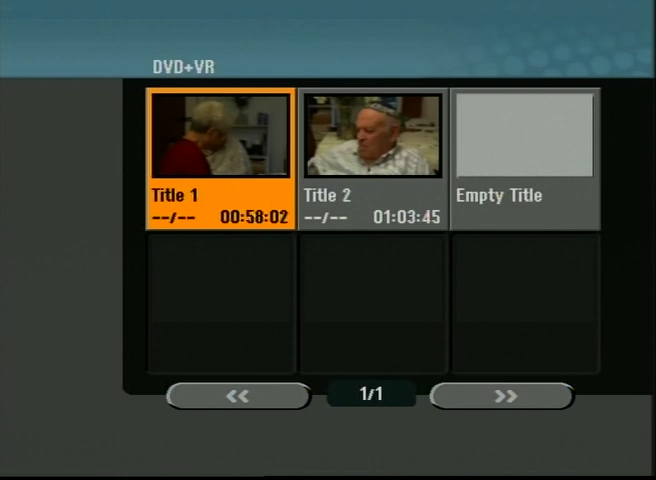 DVD+VR
Title 1
--/-- 00:58:02
Title 2
--/-- 01:03:45
Empty Title
<< 1/1 >>